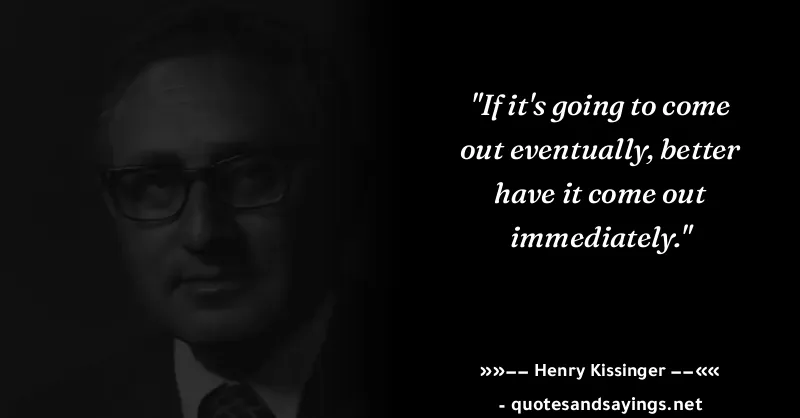 "If it's going to come
out eventually, better
have it come out
immediately."
»»−− Henry Kissinger −−««
- quotesandsayings.net